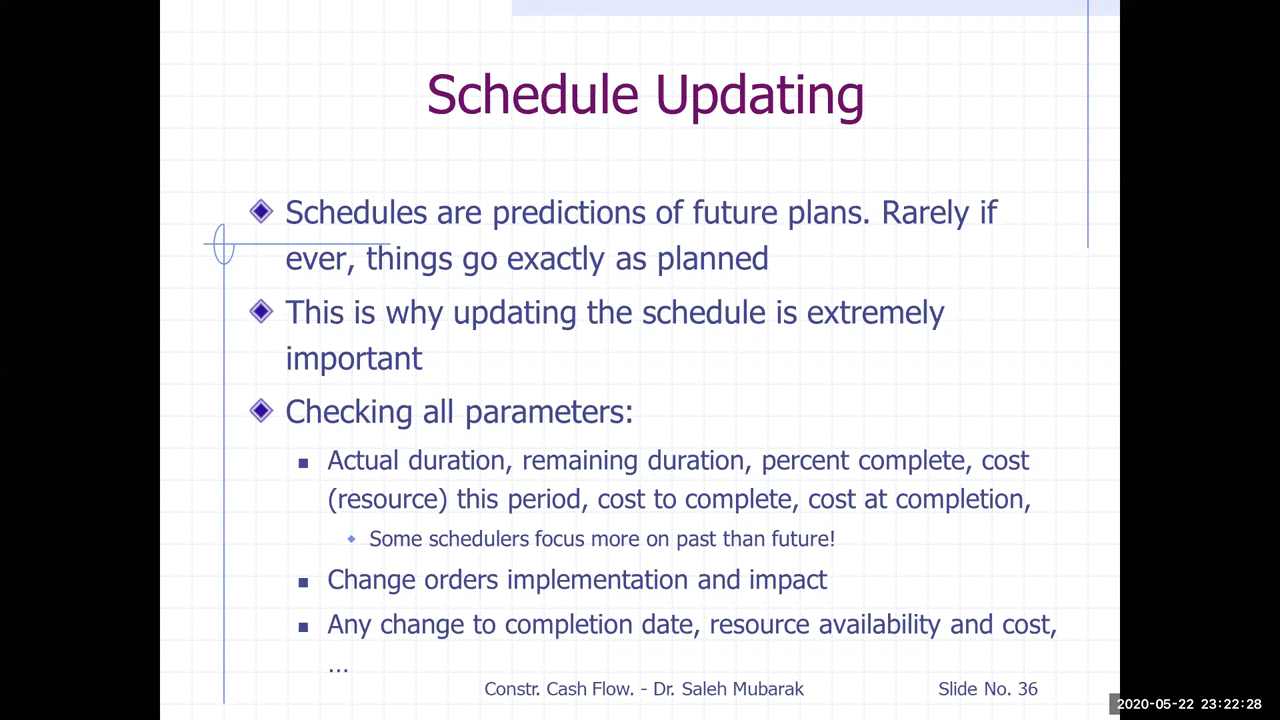 Schedule Updating
Schedules are predictions of future plans. Rarely if
ever, things go exactly as planned
This is why updating the schedule is extremely
important
Checking all parameters:
Actual duration, remaining duration, percent complete, cost
(resource) this period, cost to complete, cost at completion,
Some schedulers focus more on past than future!
Change orders implementation and impact
Any change to completion date, resource availability and cost,
...
Constr. Cash Flow. - Dr. Saleh Mubarak
Slide No. 36
2020-05-22 23:22:28